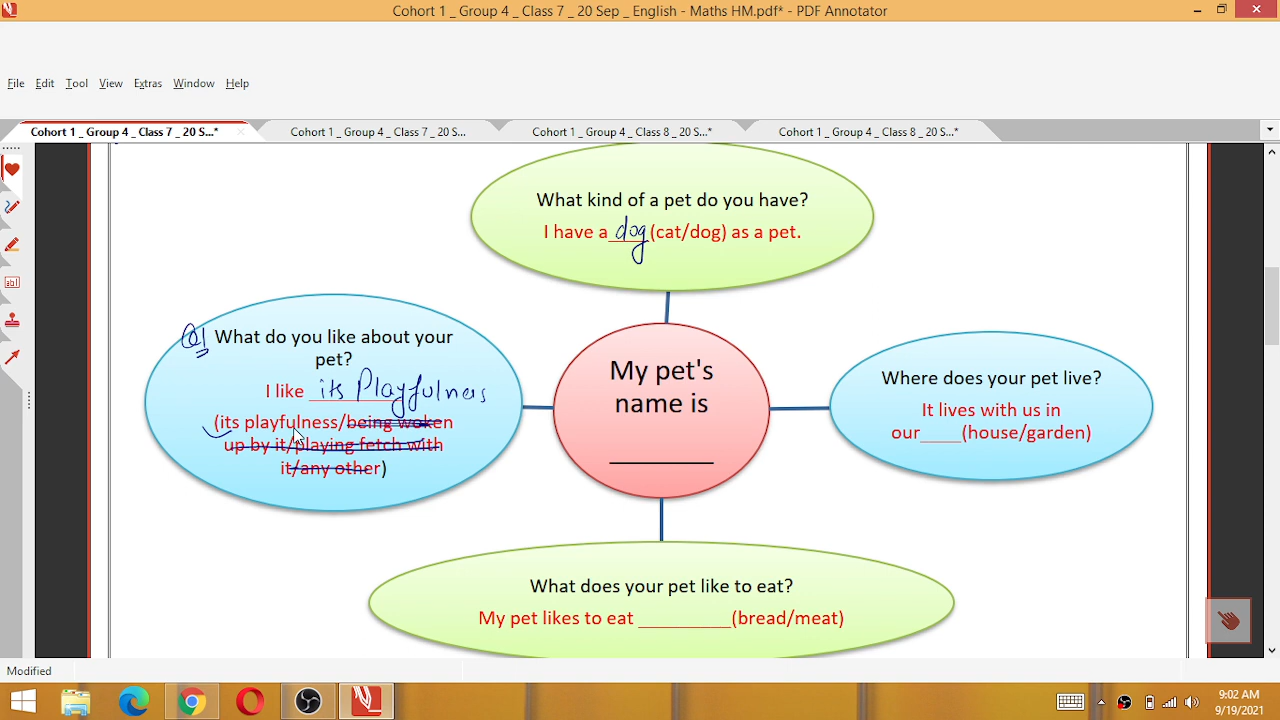 Cohort 1 _ Group 4 _ Class 7 _ 20 Sep _ English - Maths HM.pdf* - PDF Annotator
File Edit Tool View Extras Window Help
Cohort 1 _ Group 4 _ Class 7 _ 20 S...*
Cohort 1 _ Group 4 _ Class 7 _ 20 S...
Cohort 1 _ Group 4 _ Class 8 _ 20 S...*
Cohort 1 _ Group 4 _ Class 8 _ 20 S...*
What kind of a pet do you have?
I have a dog (cat/dog) as a pet.
Q1 What do you like about your
pet?
I like its Playfulness
(its playfulness/being woken
up by it/playing fetch with
it/any other)
My pet's
name is
__________
Where does your pet live?
It lives with us in
our_____(house/garden)
What does your pet like to eat?
My pet likes to eat __________(bread/meat)
Modified
9:02 AM
9/19/2021